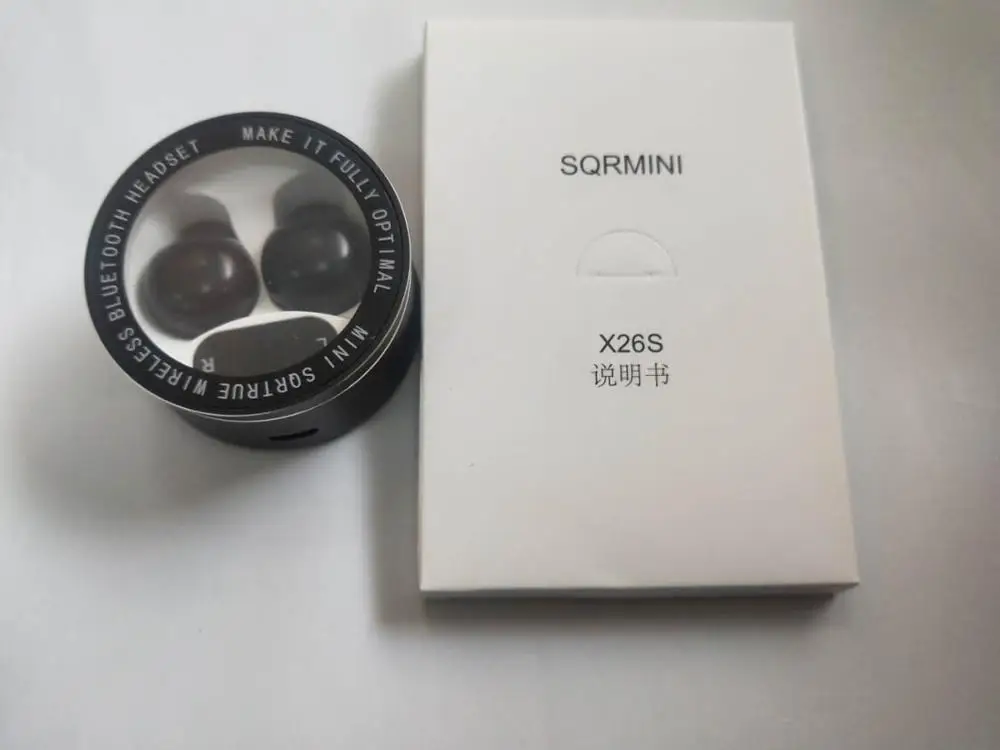 MAKE IT FULLY OPTIMAL
MINI SQRTRUE WIRELESS BLUETOOTH HEADSET
L
R
SQRMINI
X26S
说明书